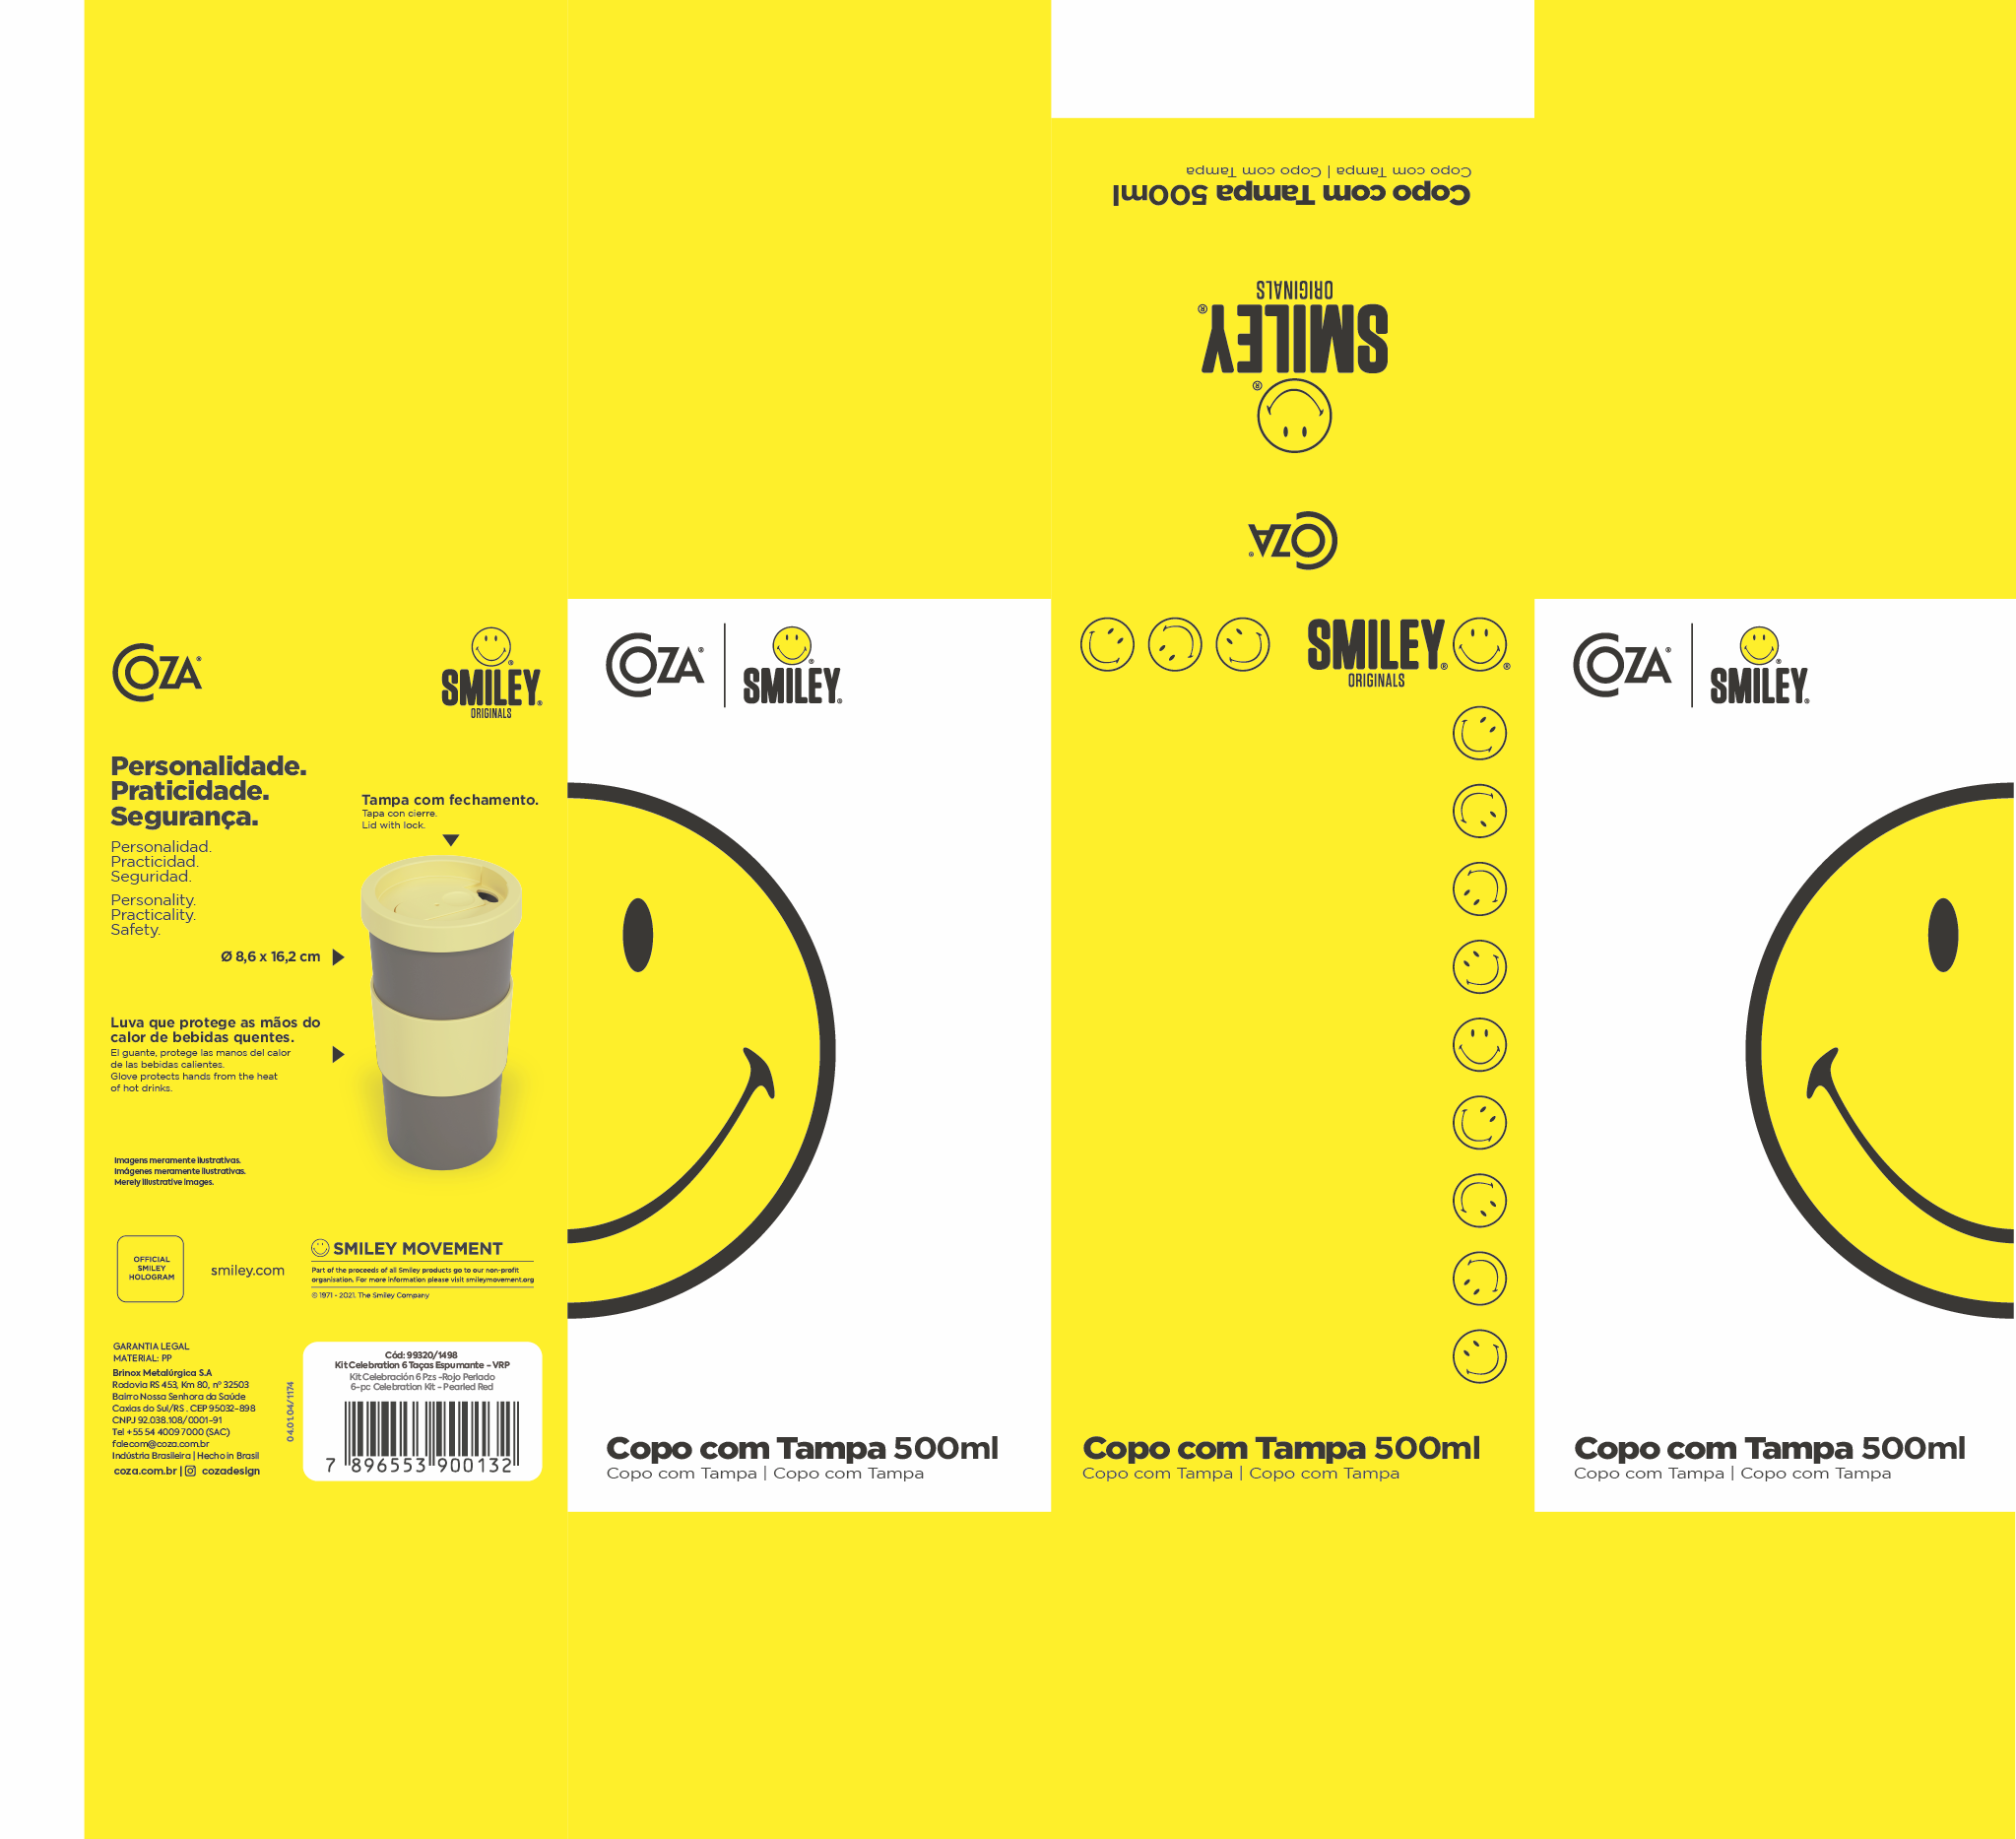 Copo com Tampa 500ml
Copo com Tampa | Copo com Tampa
SMILEY®
ORIGINALS
®
COZA®
COZA®
®
SMILEY®
ORIGINALS
Personalidade.
Praticidade.
Segurança.
Personalidad.
Practicidad.
Seguridad.
Personality.
Practicality.
Safety.
Tampa com fechamento.
Tapa con cierre.
Lid with lock.
Ø 8,6 x 16,2 cm
Luva que protege as mãos do
calor de bebidas quentes.
El guante, protege las manos del calor
de las bebidas calientes.
Glove protects hands from the heat
of hot drinks.
Imagens meramente ilustrativas.
Imágenes meramente ilustrativas.
Merely illustrative images.
OFFICIAL
SMILEY
HOLOGRAM
smiley.com
SMILEY MOVEMENT
Part of the proceeds of all Smiley products go to our non-profit
organisation. For more information please visit smileymovement.org
© 1971 - 2021. The Smiley Company
GARANTIA LEGAL
MATERIAL: PP
Brinox Metalúrgica S.A
Rodovia RS 453, Km 80, nº 32503
Bairro Nossa Senhora da Saúde
Caxias do Sul/RS . CEP 95032-898
CNPJ 92.038.108/0001-91
Tel +55 54 4009 7000 (SAC)
falecom@coza.com.br
Indústria Brasileira | Hecho in Brasil
coza.com.br | cozadesign
04.01.04/1174
Cód: 99320/1498
Kit Celebration 6 Taças Espumante - VRP
Kit Celebración 6 Pzs -Rojo Perlado
6-pc Celebration Kit - Pearled Red
7 896553 900132
COZA®
®
SMILEY®
Copo com Tampa 500ml
Copo com Tampa | Copo com Tampa
SMILEY® ®
ORIGINALS
Copo com Tampa 500ml
Copo com Tampa | Copo com Tampa
COZA®
®
SMILEY®
Copo com Tampa 500ml
Copo com Tampa | Copo com Tampa